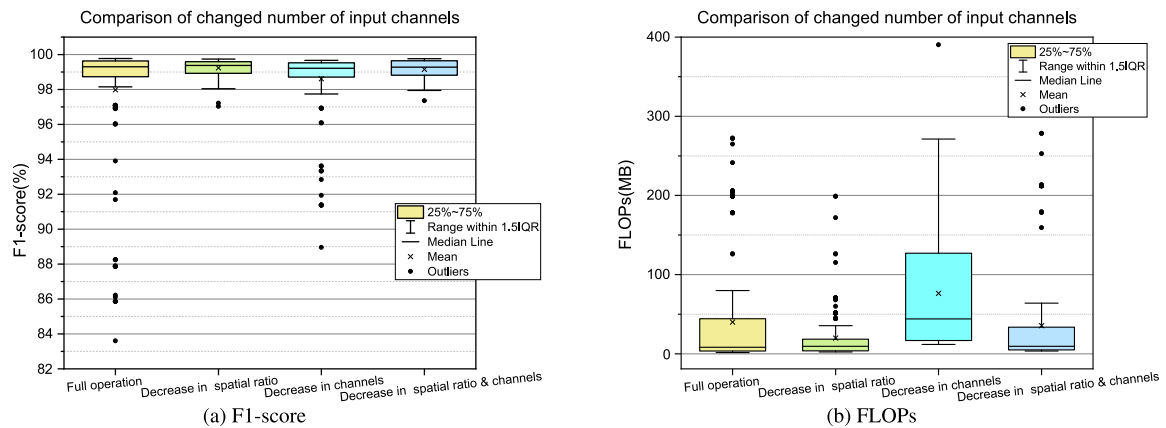 Comparison of changed number of input channels
F1-score(%)
100
98
96
94
92
90
88
86
84
82
25%~75%
Range within 1.5IQR
Median Line
Mean
Outliers
Full operation
Decrease in spatial ratio
Decrease in channels
Decrease in spatial ratio & channels
(a) F1-score
Comparison of changed number of input channels
FLOPs(MB)
400
300
200
100
0
25%~75%
Range within 1.5IQR
Median Line
Mean
Outliers
Full operation
Decrease in spatial ratio
Decrease in channels
Decrease in spatial ratio & channels
(b) FLOPs